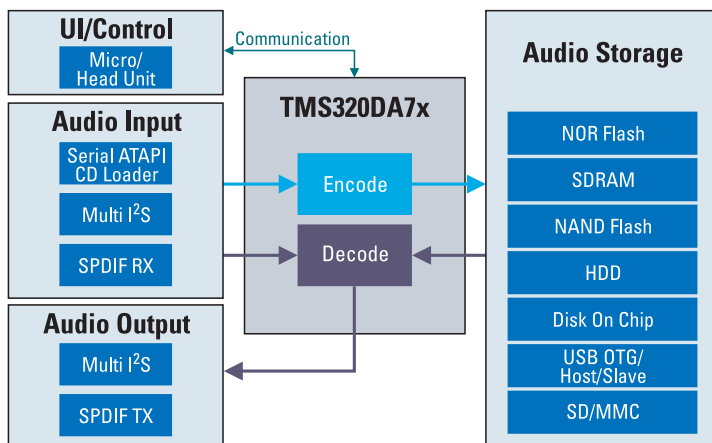 UI/Control
Micro/
Head Unit
Communication
Audio Input
Serial ATAPI
CD Loader
Multi I²S
SPDIF RX
Audio Output
Multi I²S
SPDIF TX
TMS320DA7x
Encode
Decode
Audio Storage
NOR Flash
SDRAM
NAND Flash
HDD
Disk On Chip
USB OTG/
Host/Slave
SD/MMC